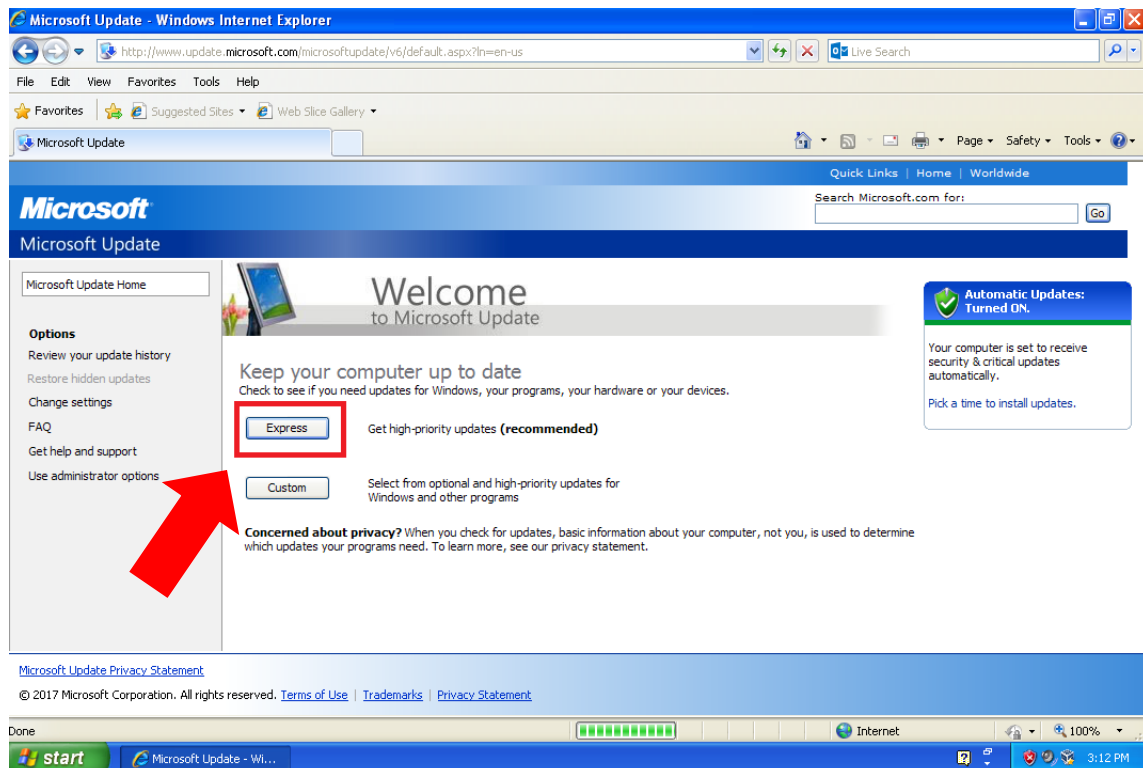 Microsoft Update - Windows Internet Explorer
http://www.update.microsoft.com/microsoftupdate/v6/default.aspx?ln=en-us
Live Search
File Edit View Favorites Tools Help
Favorites Suggested Sites Web Slice Gallery
Microsoft Update
Page Safety Tools
Quick Links | Home | Worldwide
Microsoft
Search Microsoft.com for:
Go
Microsoft Update
Microsoft Update Home
Options
Review your update history
Restore hidden updates
Change settings
FAQ
Get help and support
Use administrator options
Welcome
to Microsoft Update
Keep your computer up to date
Check to see if you need updates for Windows, your programs, your hardware or your devices.
Express
Get high-priority updates (recommended)
Custom
Select from optional and high-priority updates for
Windows and other programs
Concerned about privacy? When you check for updates, basic information about your computer, not you, is used to determine
which updates your programs need. To learn more, see our privacy statement.
Automatic Updates:
Turned ON.
Your computer is set to receive
security & critical updates
automatically.
Pick a time to install updates.
Microsoft Update Privacy Statement
© 2017 Microsoft Corporation. All rights reserved. Terms of Use | Trademarks | Privacy Statement
Done
Internet
100%
start
Microsoft Update - Wi...
3:12 PM